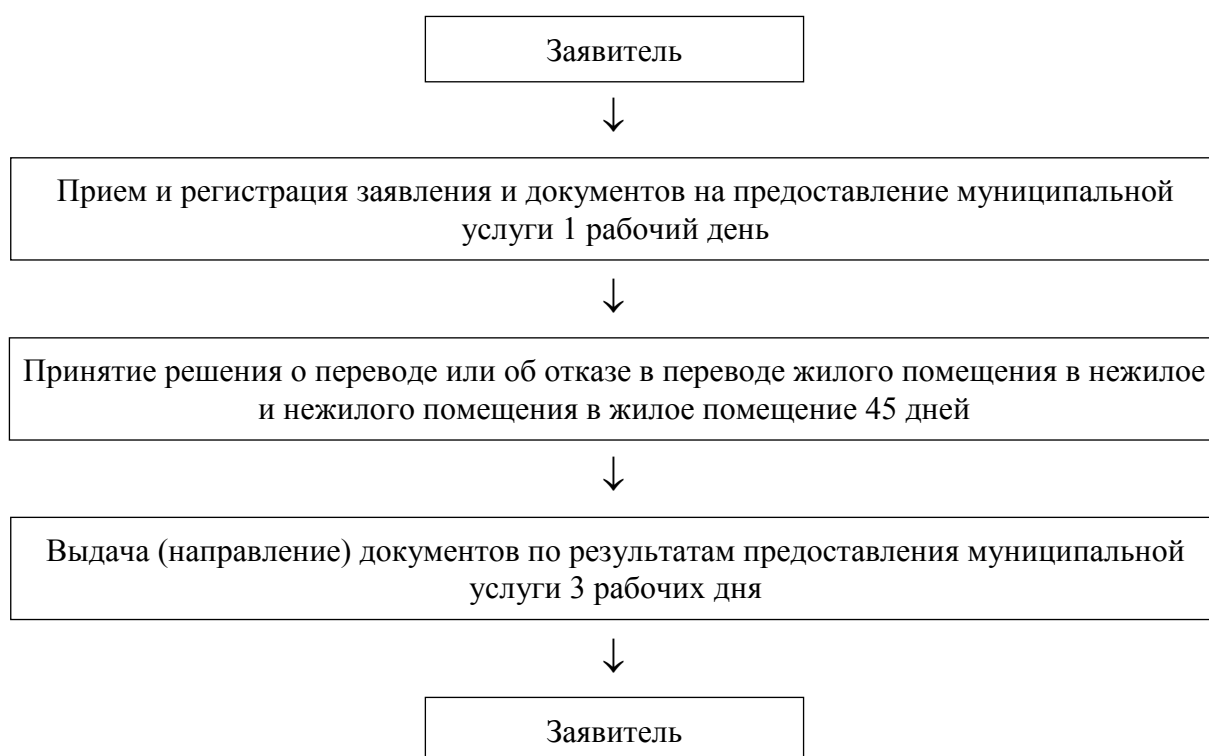 Заявитель
↓
Прием и регистрация заявления и документов на предоставление муниципальной
услуги 1 рабочий день
↓
Принятие решения о переводе или об отказе в переводе жилого помещения в нежилое
и нежилого помещения в жилое помещение 45 дней
↓
Выдача (направление) документов по результатам предоставления муниципальной
услуги 3 рабочих дня
↓
Заявитель